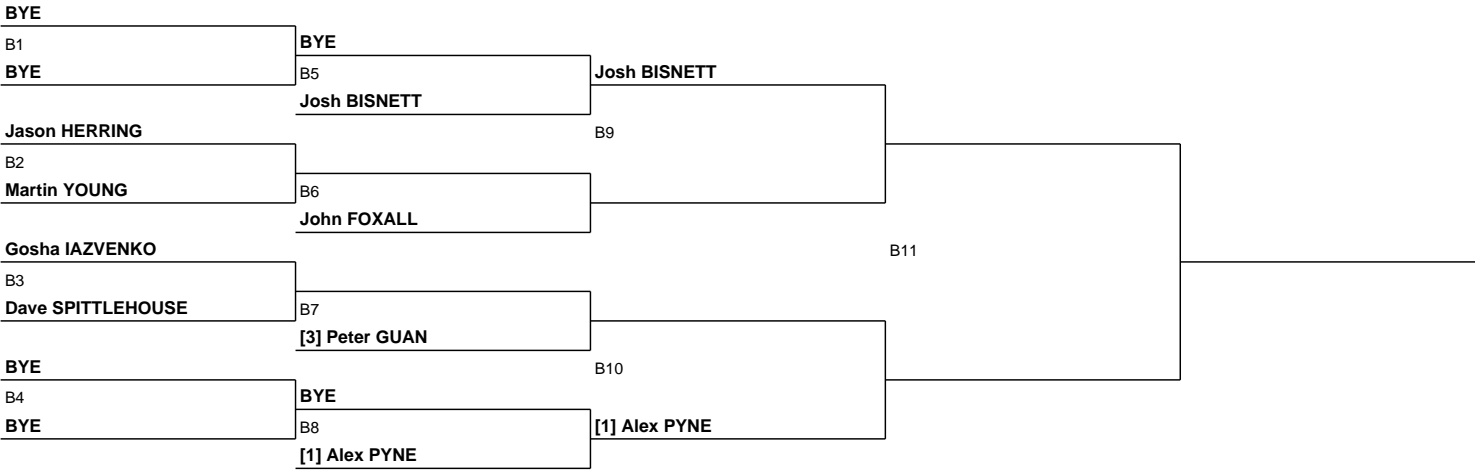 BYE
B1
BYE
BYE
B5
Josh BISNETT
Josh BISNETT
B9
Jason HERRING
B2
Martin YOUNG
B6
John FOXALL
Gosha IAZVENKO
B3
Dave SPITTLEHOUSE
B7
[3] Peter GUAN
B11
BYE
B4
BYE
BYE
B8
[1] Alex PYNE
B10
[1] Alex PYNE